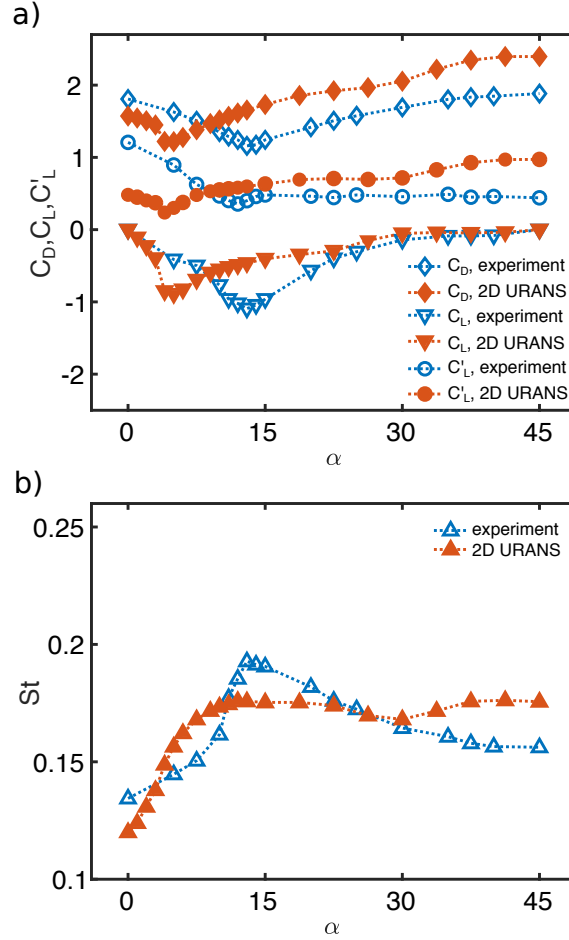 a)
2
1
0
-1
-2
C_D, C_L, C'_L
C_D, experiment
C_D, 2D URANS
C_L, experiment
C_L, 2D URANS
C'_L, experiment
C'_L, 2D URANS
0 15 30 45
α
b)
0.25
0.2
0.15
0.1
St
experiment
2D URANS
0 15 30 45
α